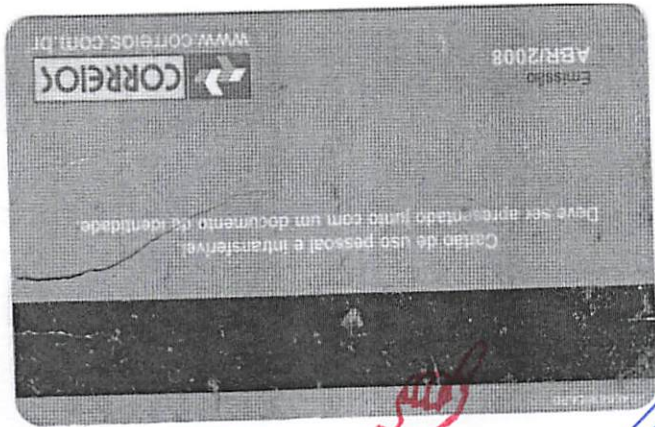 Cartão de uso pessoal e intransferível.
Deve ser apresentado junto com um documento de identidade.
Emissão
ABR/2008
CORREIOS
www.correios.com.br